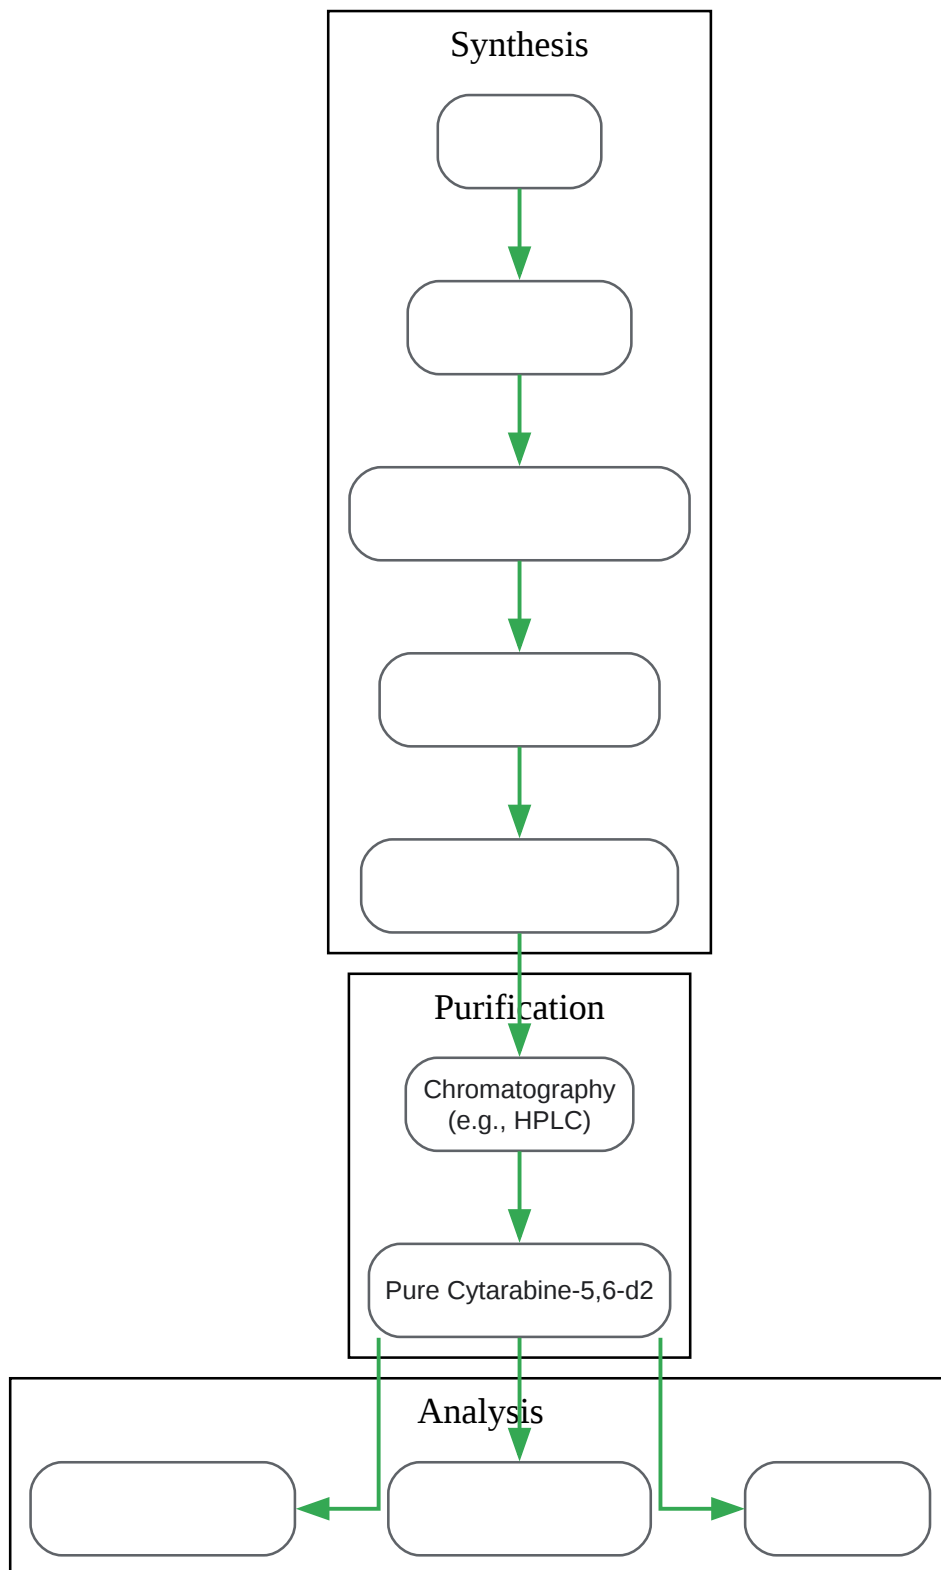 Synthesis
Purification
Chromatography
(e.g., HPLC)
Pure Cytarabine-5,6-d2
Analysis